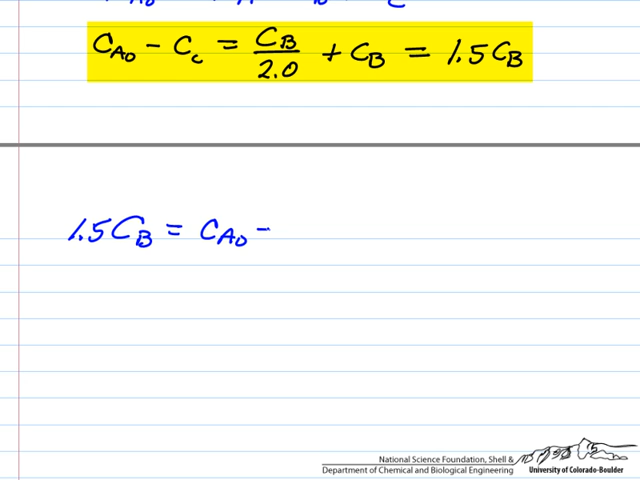 C_A0 - C_C = C_B/2.0 + C_B = 1.5 C_B
1.5 C_B = C_A0 -
National Science Foundation, Shell &
Department of Chemical and Biological Engineering
University of Colorado-Boulder